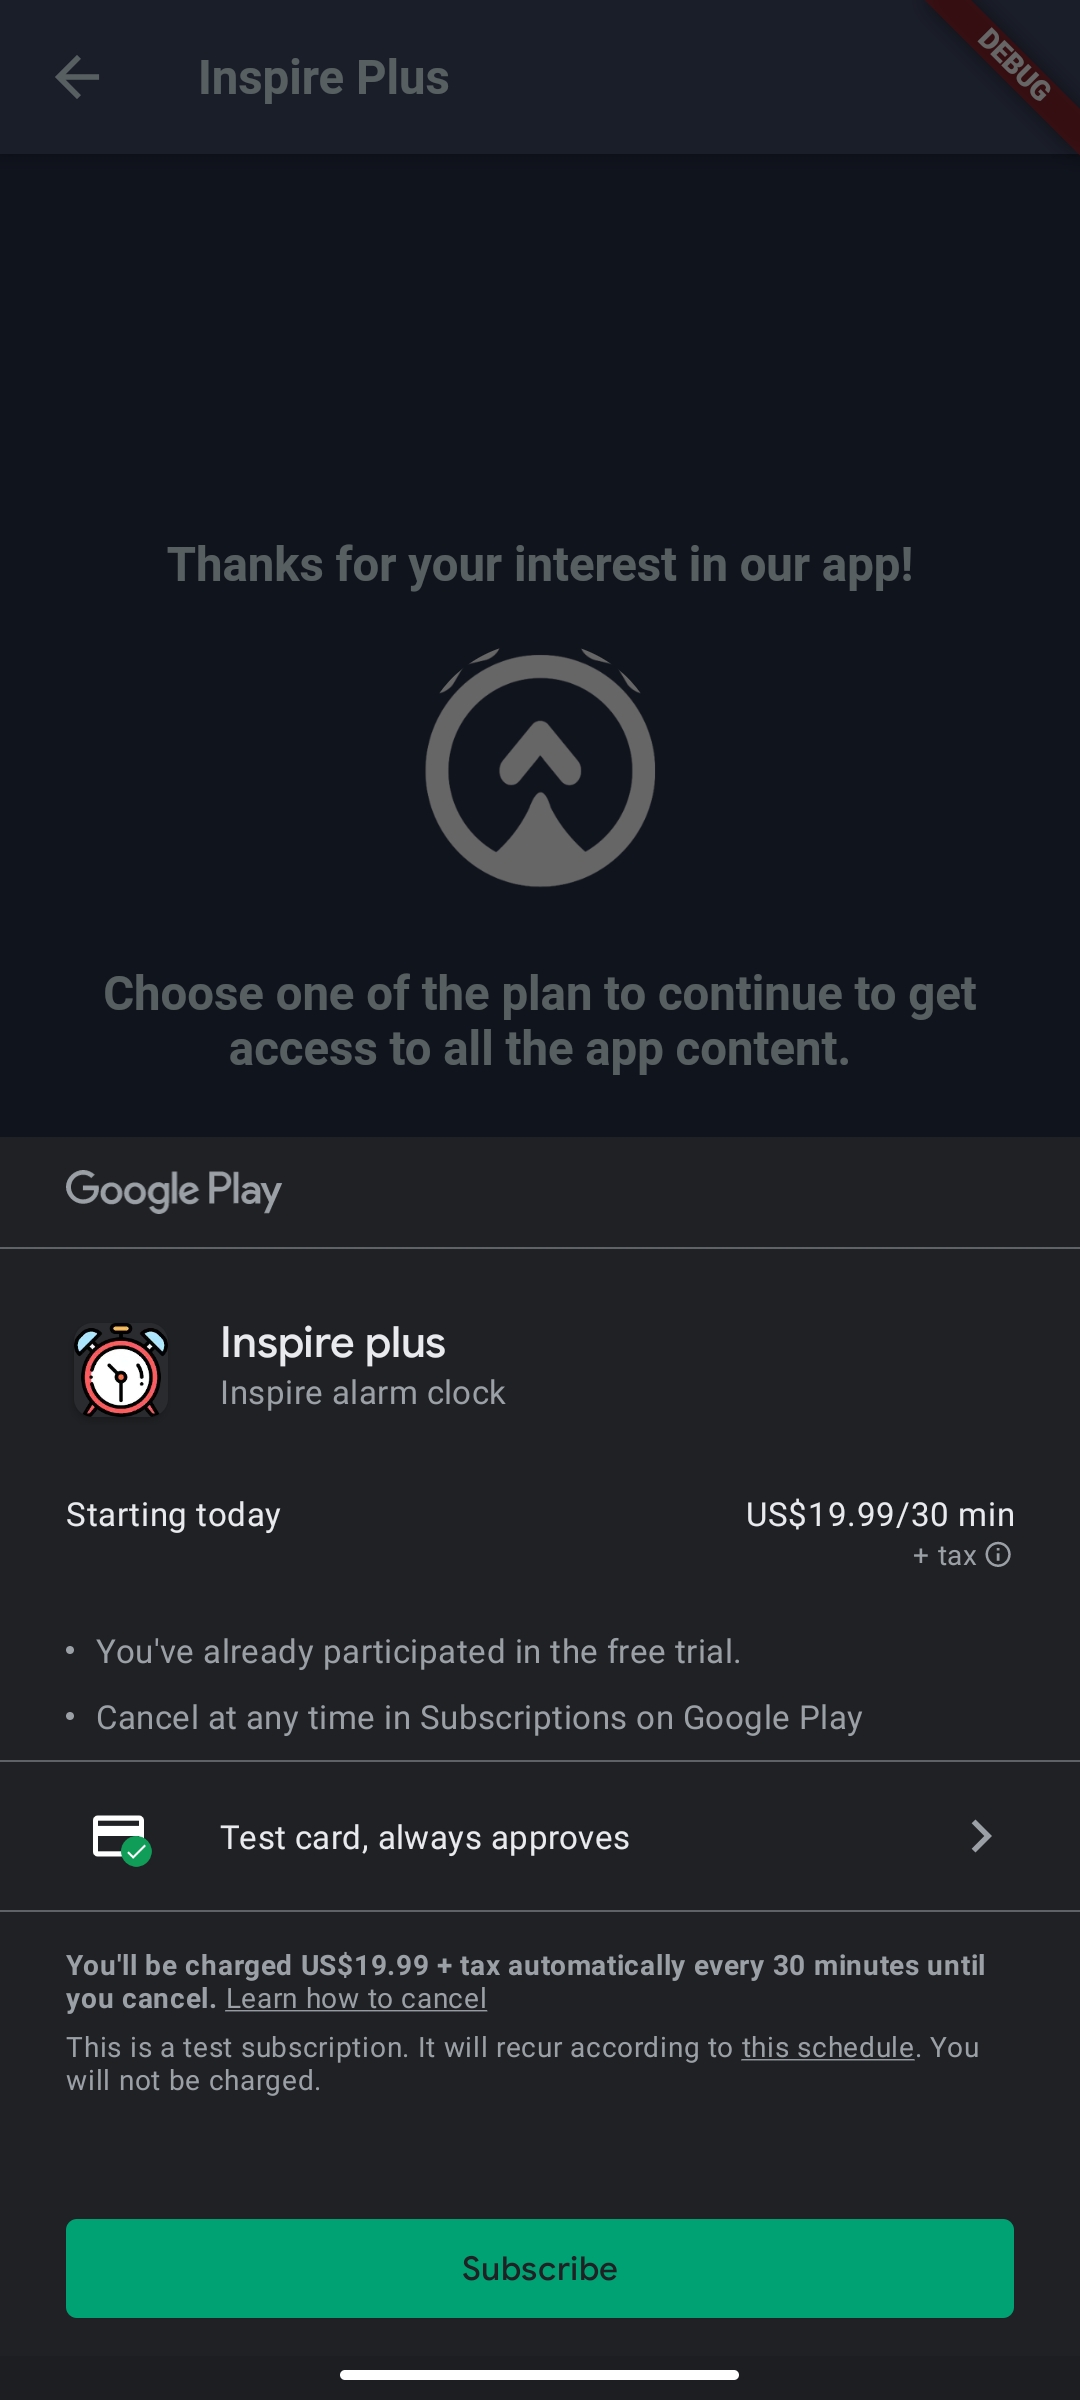 Inspire Plus
DEBUG
Thanks for your interest in our app!
Choose one of the plan to continue to get
access to all the app content.
Google Play
Inspire plus
Inspire alarm clock
Starting today
US$19.99/30 min
+ tax
• You've already participated in the free trial.
• Cancel at any time in Subscriptions on Google Play
Test card, always approves
You'll be charged US$19.99 + tax automatically every 30 minutes until
you cancel. Learn how to cancel
This is a test subscription. It will recur according to this schedule. You
will not be charged.
Subscribe